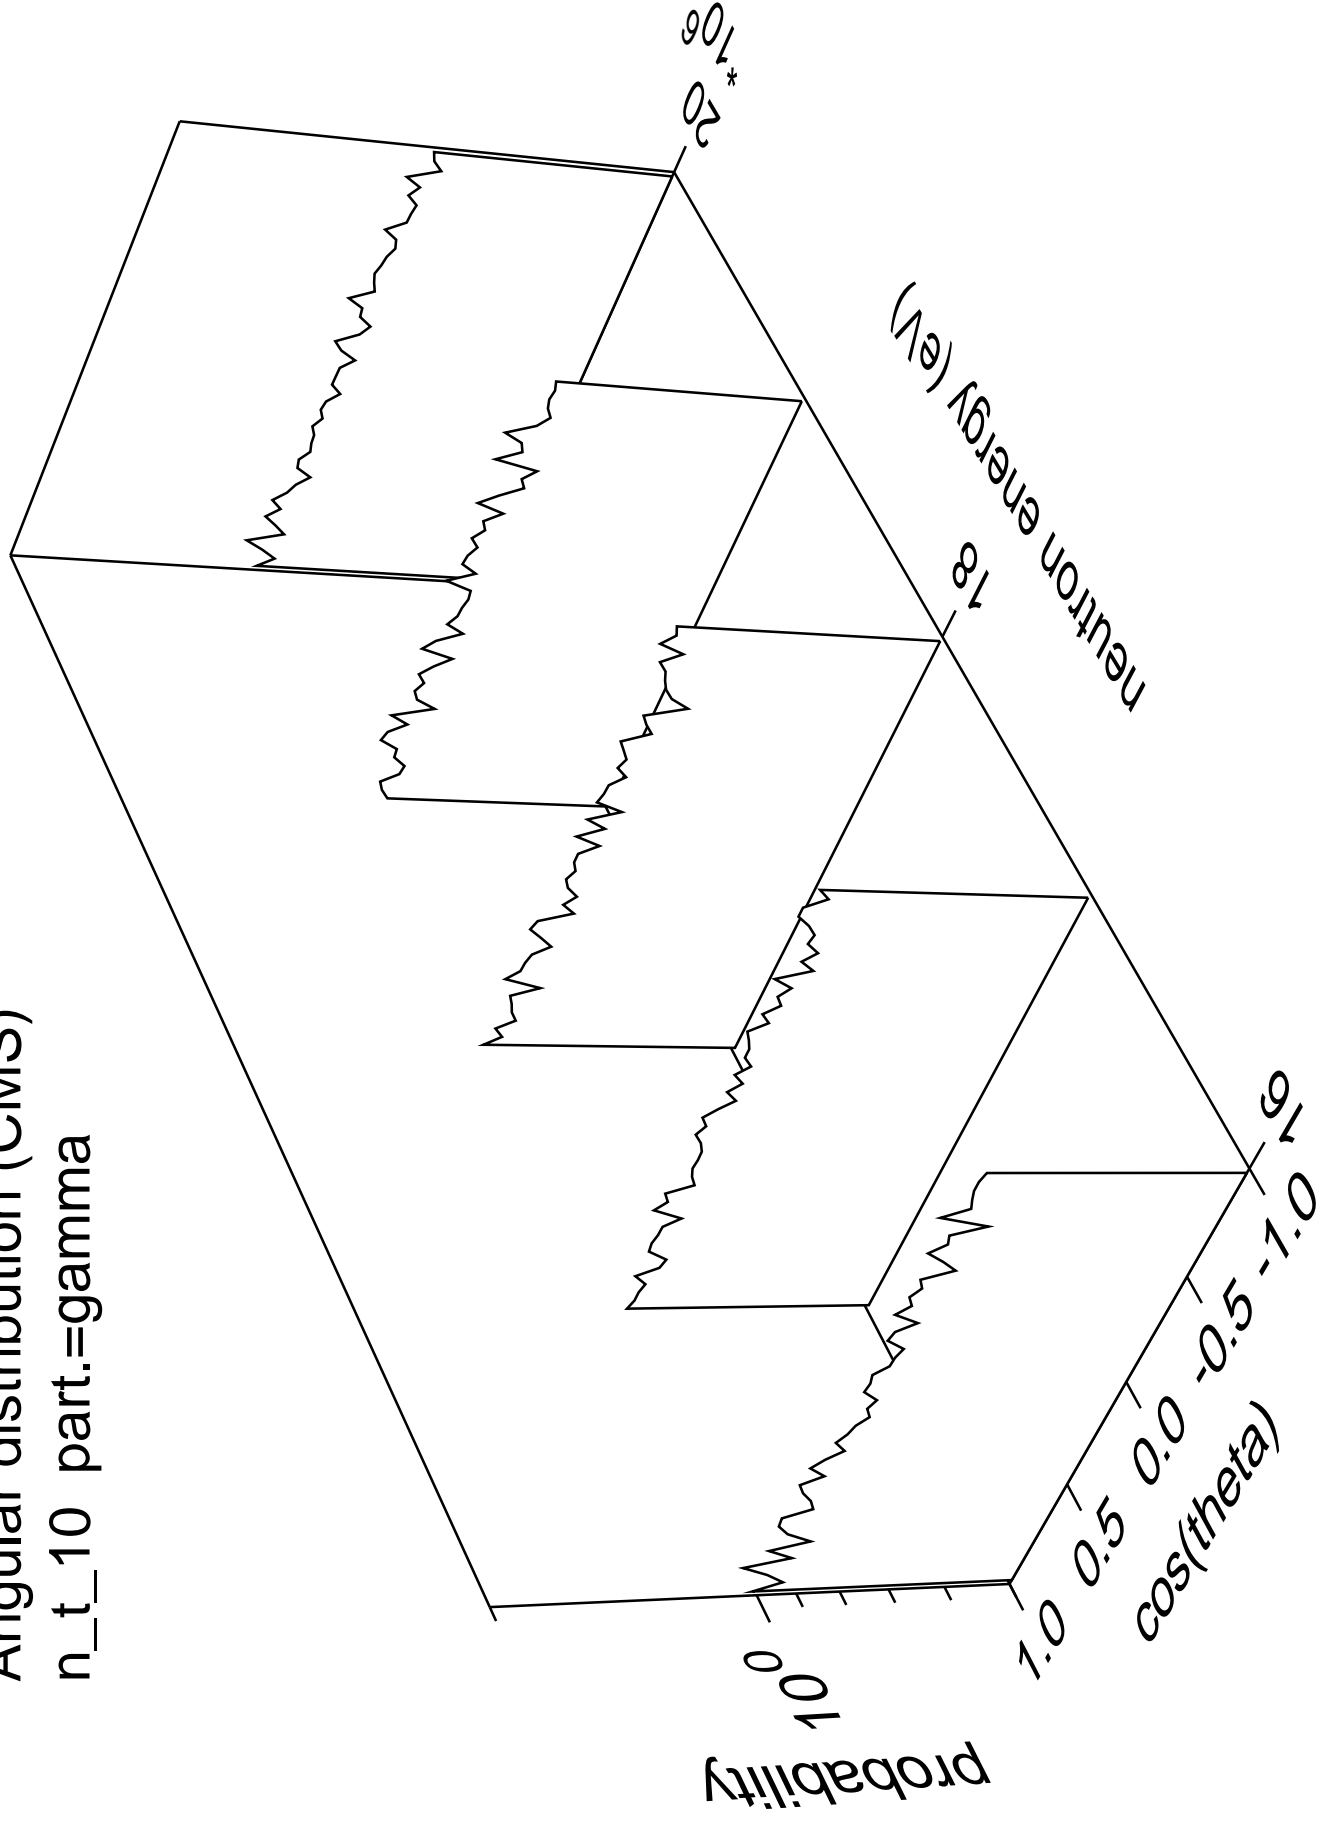 Angular distribution (CMS)
n_t_10 part.=gamma
probability
10^0
1.0 0.5 0.0 -0.5 -1.0
cos(theta)
16 18 20
*10^6
neutron energy (eV)